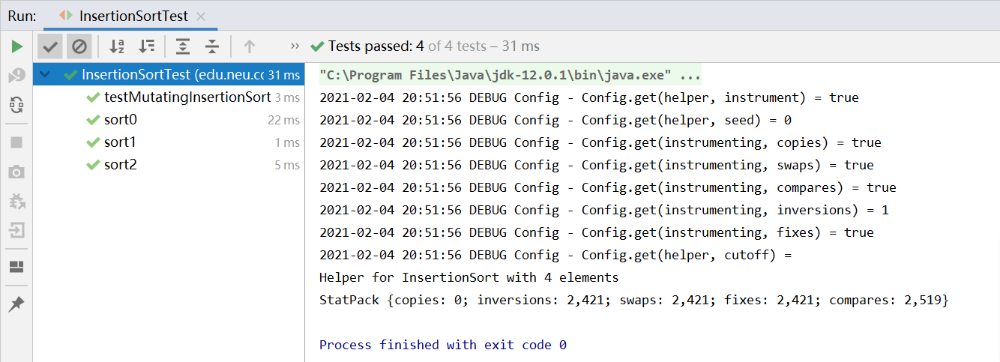 Run: InsertionSortTest
Tests passed: 4 of 4 tests – 31 ms
InsertionSortTest (edu.neu.cc 31 ms
testMutatingInsertionSort 3 ms
sort0 22 ms
sort1 1 ms
sort2 5 ms
"C:\Program Files\Java\jdk-12.0.1\bin\java.exe" ...
2021-02-04 20:51:56 DEBUG Config - Config.get(helper, instrument) = true
2021-02-04 20:51:56 DEBUG Config - Config.get(helper, seed) = 0
2021-02-04 20:51:56 DEBUG Config - Config.get(instrumenting, copies) = true
2021-02-04 20:51:56 DEBUG Config - Config.get(instrumenting, swaps) = true
2021-02-04 20:51:56 DEBUG Config - Config.get(instrumenting, compares) = true
2021-02-04 20:51:56 DEBUG Config - Config.get(instrumenting, inversions) = 1
2021-02-04 20:51:56 DEBUG Config - Config.get(instrumenting, fixes) = true
2021-02-04 20:51:56 DEBUG Config - Config.get(helper, cutoff) =
Helper for InsertionSort with 4 elements
StatPack {copies: 0; inversions: 2,421; swaps: 2,421; fixes: 2,421; compares: 2,519}
Process finished with exit code 0